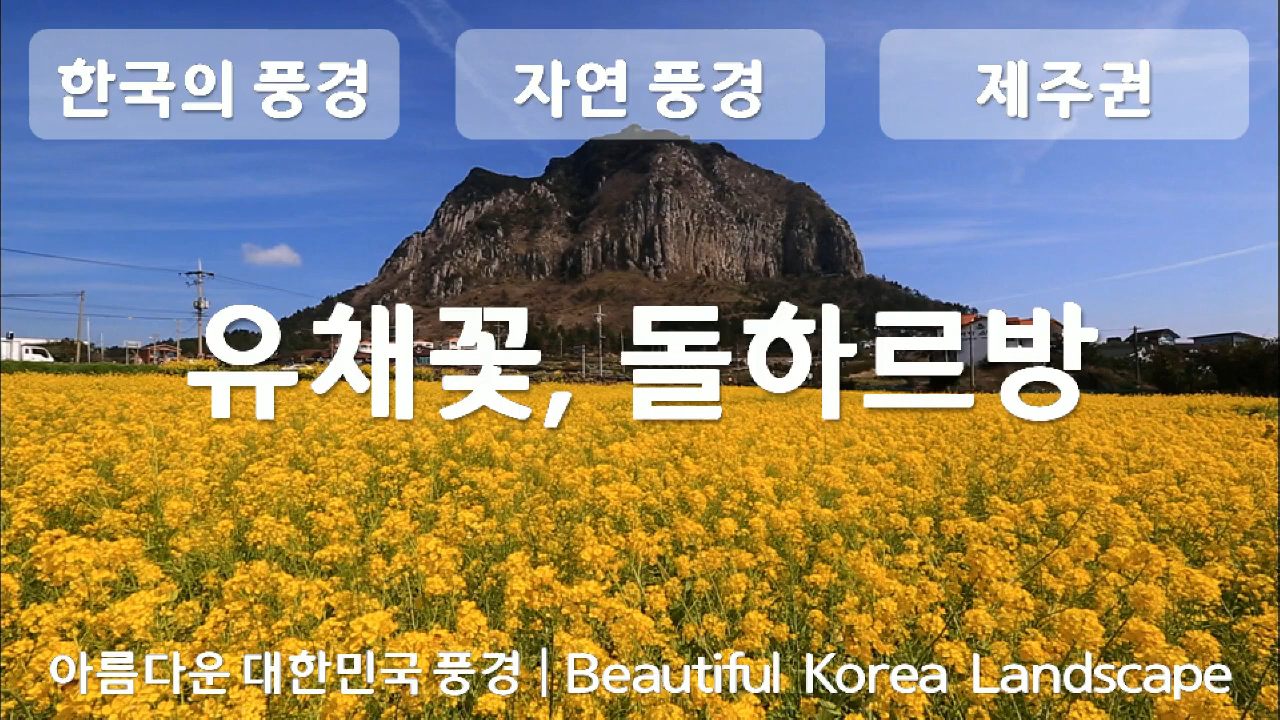 한국의 풍경
자연 풍경
제주권
유채꽃, 돌하르방
아름다운 대한민국 풍경 | Beautiful Korea Landscape